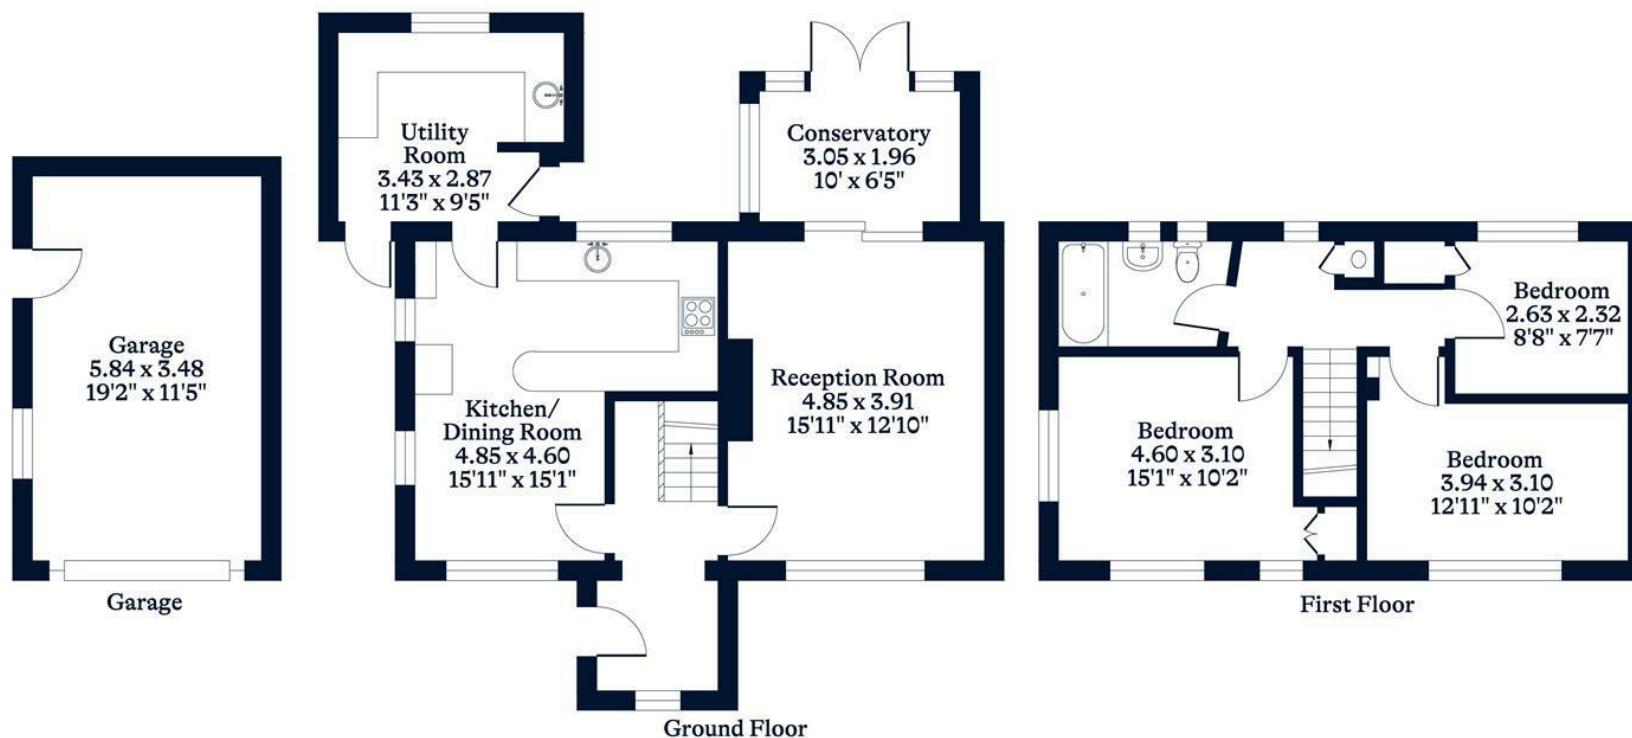 Garage
5.84 x 3.48
19'2" x 11'5"
Garage
Utility
Room
3.43 x 2.87
11'3" x 9'5"
Conservatory
3.05 x 1.96
10' x 6'5"
Kitchen/
Dining Room
4.85 x 4.60
15'11" x 15'1"
Reception Room
4.85 x 3.91
15'11" x 12'10"
Ground Floor
Bedroom
2.63 x 2.32
8'8" x 7'7"
Bedroom
4.60 x 3.10
15'1" x 10'2"
Bedroom
3.94 x 3.10
12'11" x 10'2"
First Floor